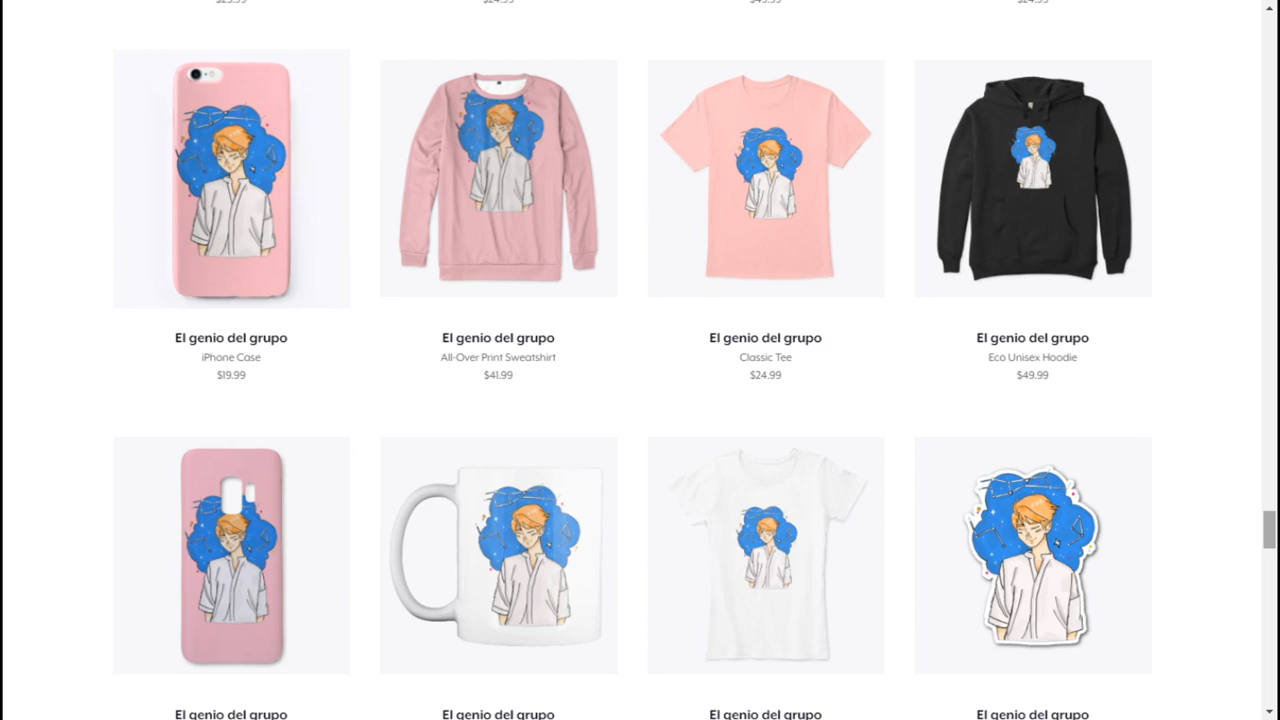 El genio del grupo
iPhone Case
$19.99
El genio del grupo
All-Over Print Sweatshirt
$41.99
El genio del grupo
Classic Tee
$24.99
El genio del grupo
Eco Unisex Hoodie
$49.99
El genio del grupo
El genio del grupo
El genio del grupo
El genio del grupo